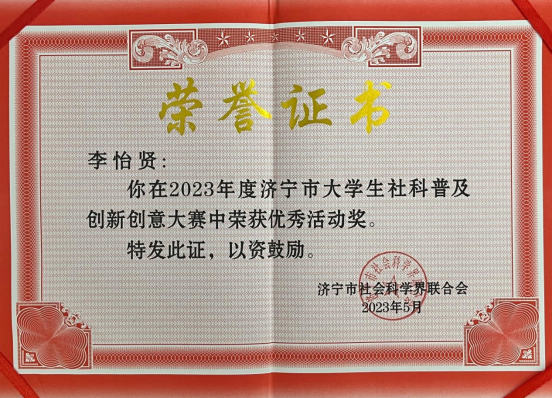 荣誉证书
李怡贤:
你在2023年度济宁市大学生社科普及
创新创意大赛中荣获优秀活动奖。
特发此证,以资鼓励。
济宁市社会科学界联合会
2023年5月